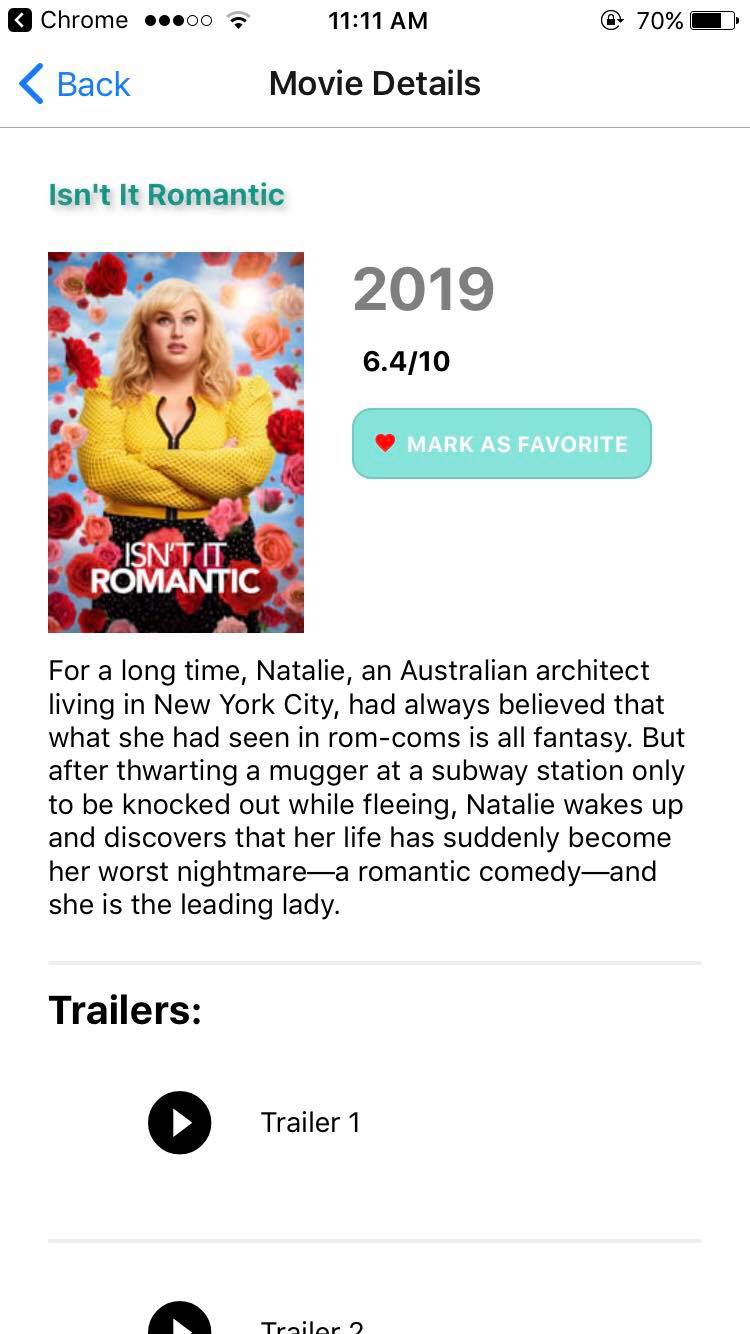 Chrome 11:11 AM 70%
Back Movie Details
Isn't It Romantic
2019
6.4/10
MARK AS FAVORITE
ISN'T IT
ROMANTIC
For a long time, Natalie, an Australian architect
living in New York City, had always believed that
what she had seen in rom-coms is all fantasy. But
after thwarting a mugger at a subway station only
to be knocked out while fleeing, Natalie wakes up
and discovers that her life has suddenly become
her worst nightmare—a romantic comedy—and
she is the leading lady.
Trailers:
Trailer 1
Trailer 2